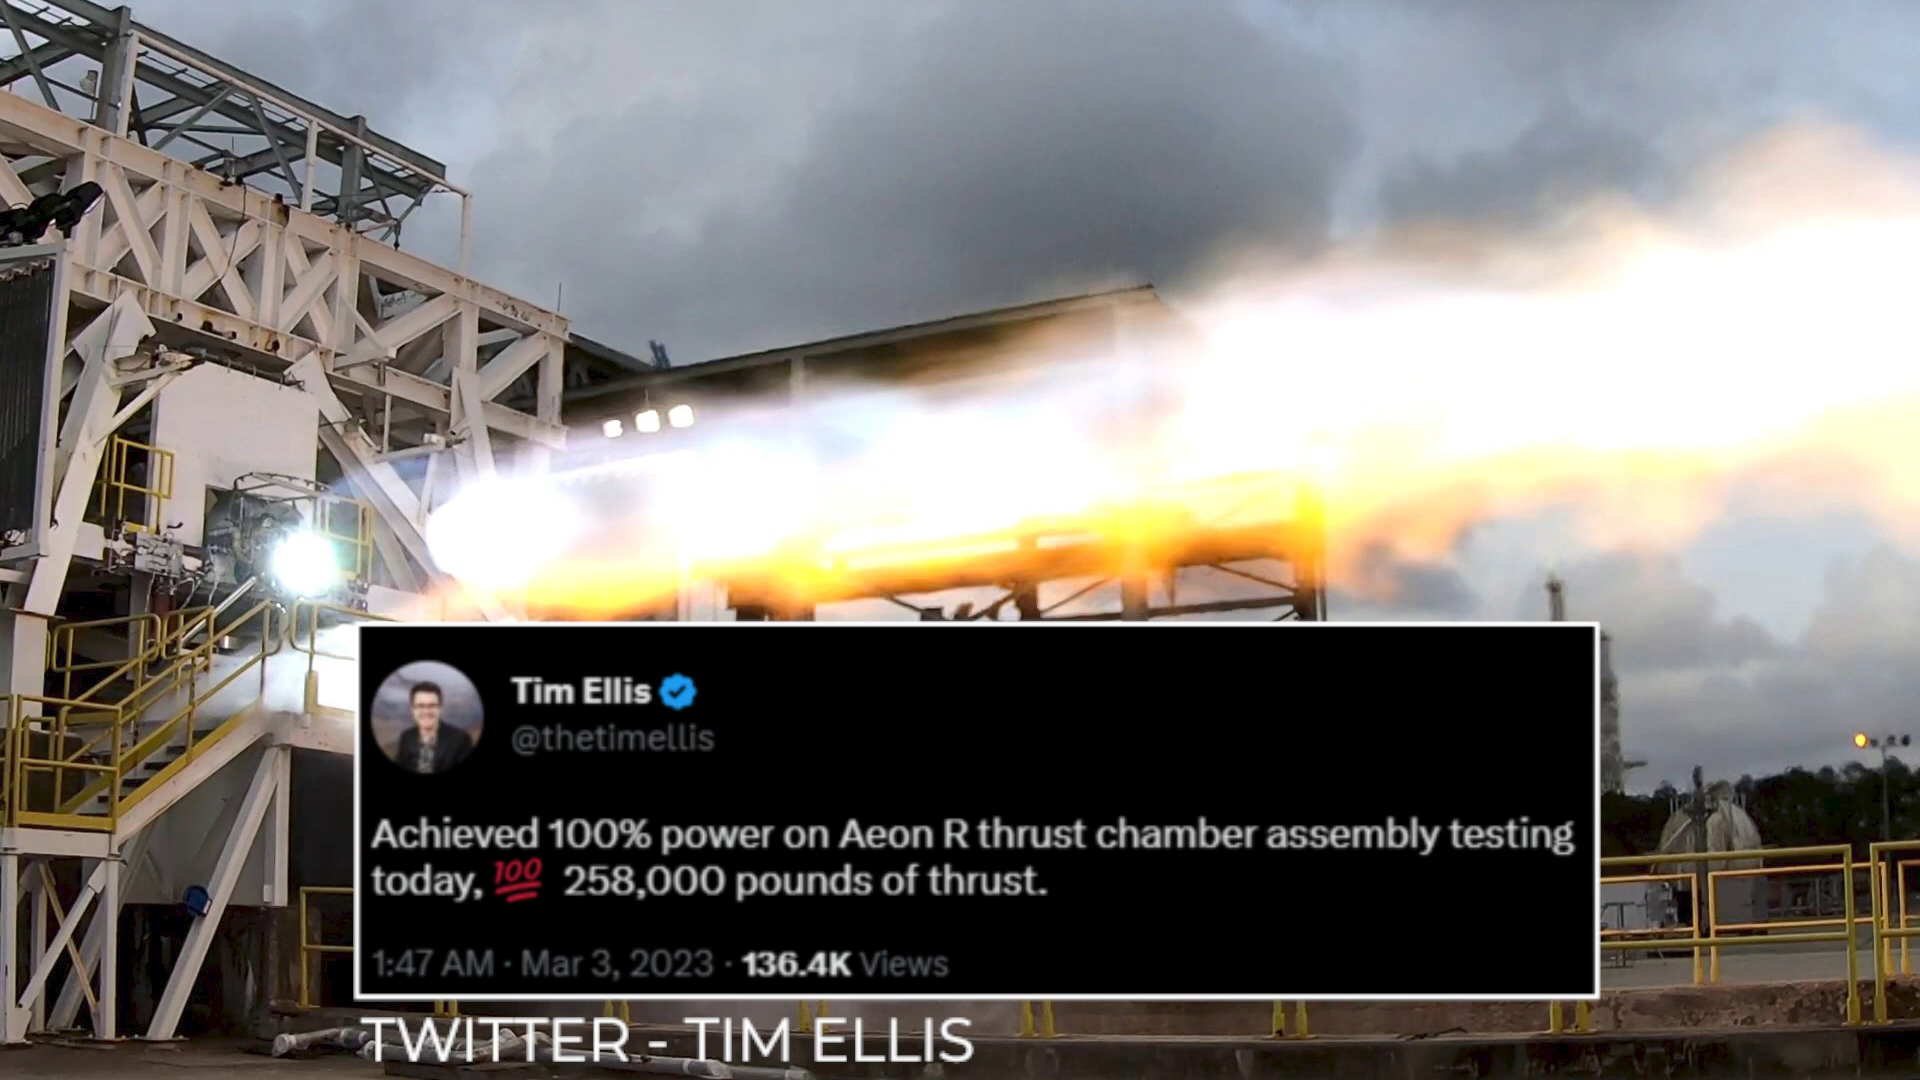 Tim Ellis
@thetimellis
Achieved 100% power on Aeon R thrust chamber assembly testing
today, 💯 258,000 pounds of thrust.
1:47 AM · Mar 3, 2023 · 136.4K Views
TWITTER - TIM ELLIS